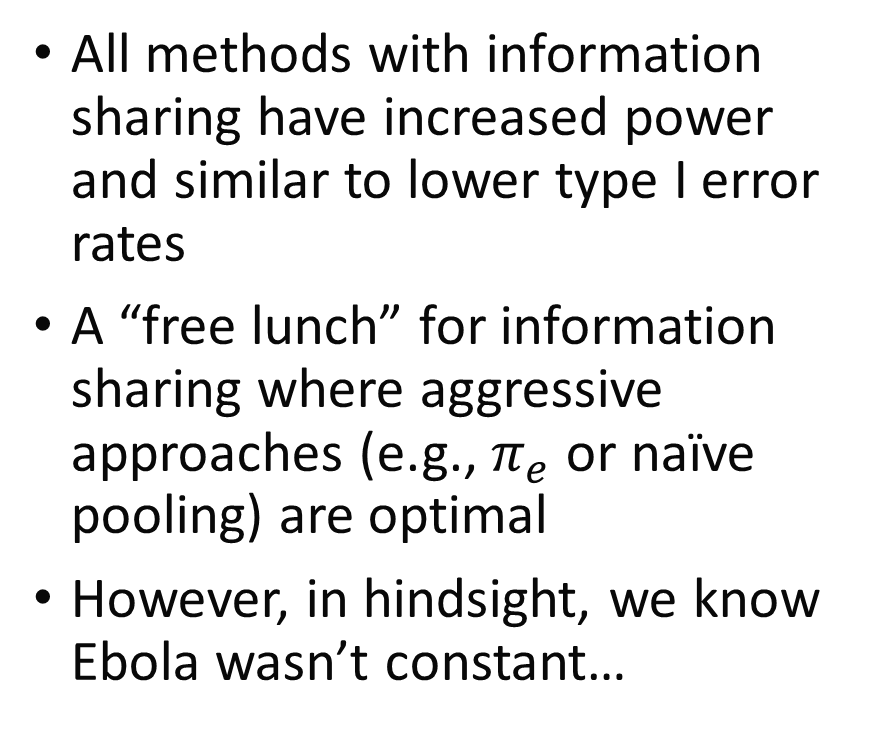 • All methods with information
sharing have increased power
and similar to lower type I error
rates
• A “free lunch” for information
sharing where aggressive
approaches (e.g., 𝜋ₑ or naïve
pooling) are optimal
• However, in hindsight, we know
Ebola wasn’t constant…